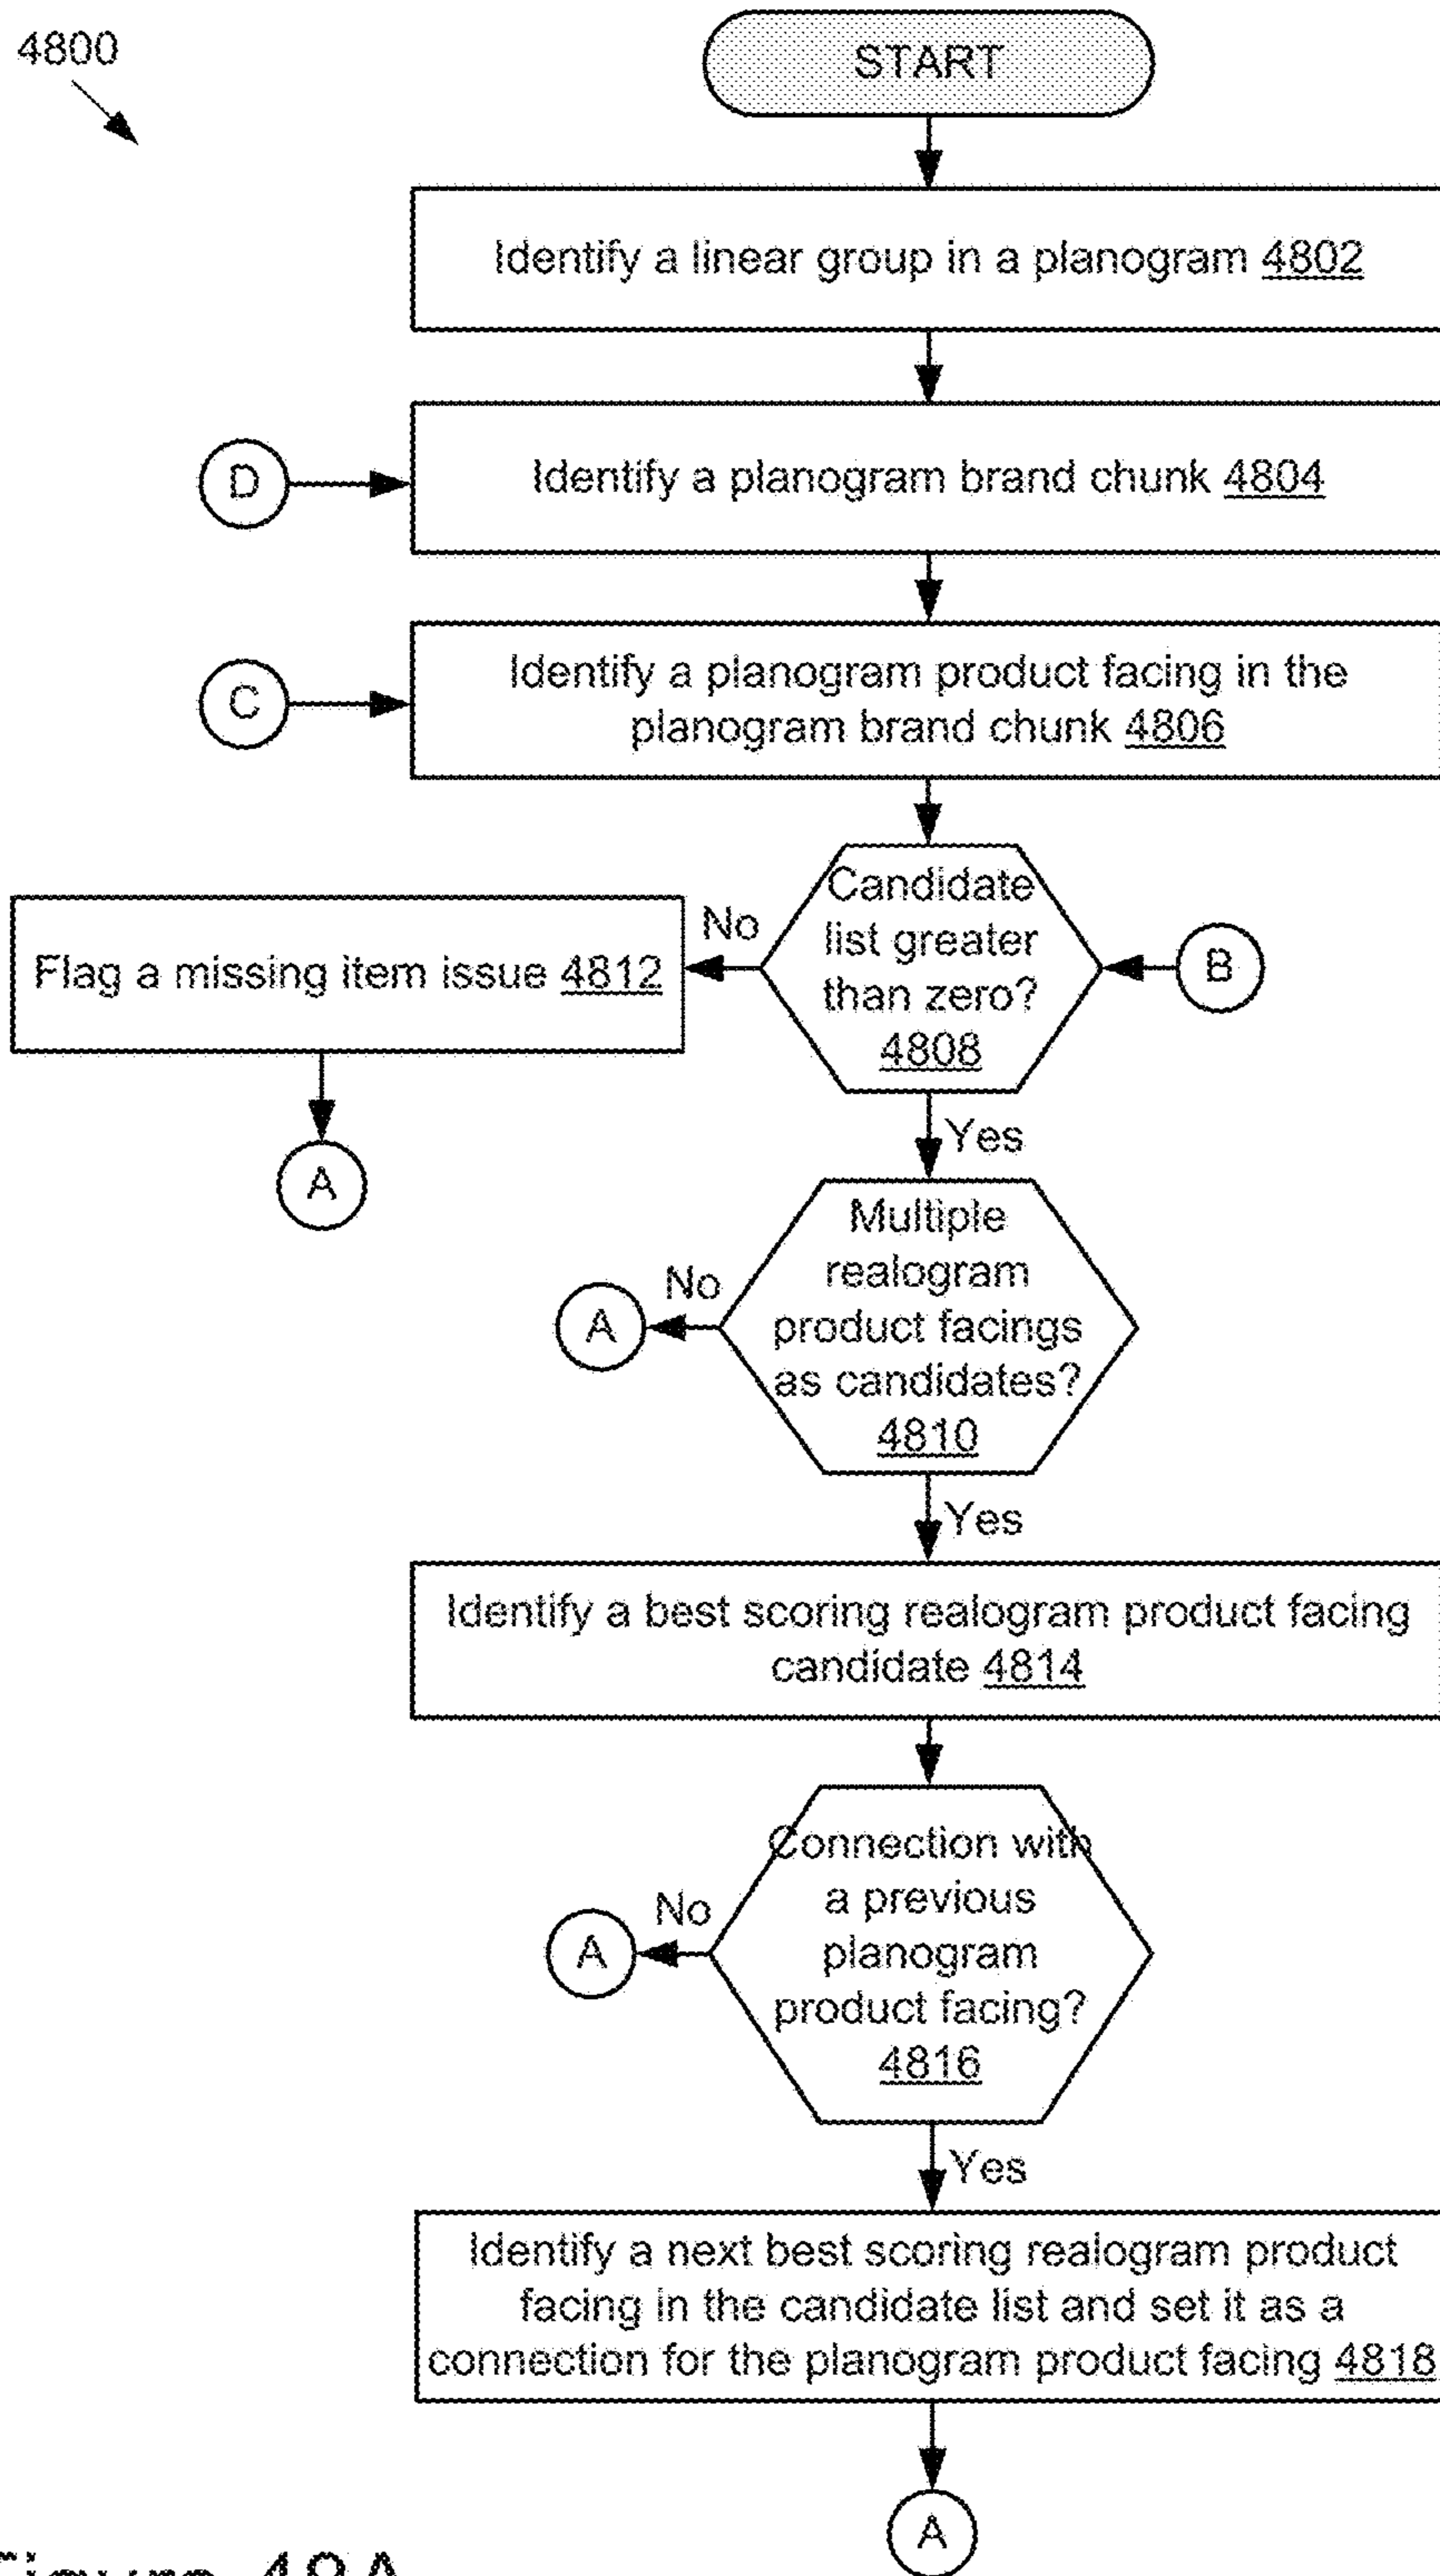 4800
START
Identify a linear group in a planogram 4802
D
Identify a planogram brand chunk 4804
C
Identify a planogram product facing in the
planogram brand chunk 4806
Candidate
list greater
than zero?
4808
No
B
Flag a missing item issue 4812
A
Yes
Multiple
realogram
product facings
as candidates?
4810
No
A
Yes
Identify a best scoring realogram product facing
candidate 4814
Connection with
a previous
planogram
product facing?
4816
No
A
Yes
Identify a next best scoring realogram product
facing in the candidate list and set it as a
connection for the planogram product facing 4818
A
Figure 48A